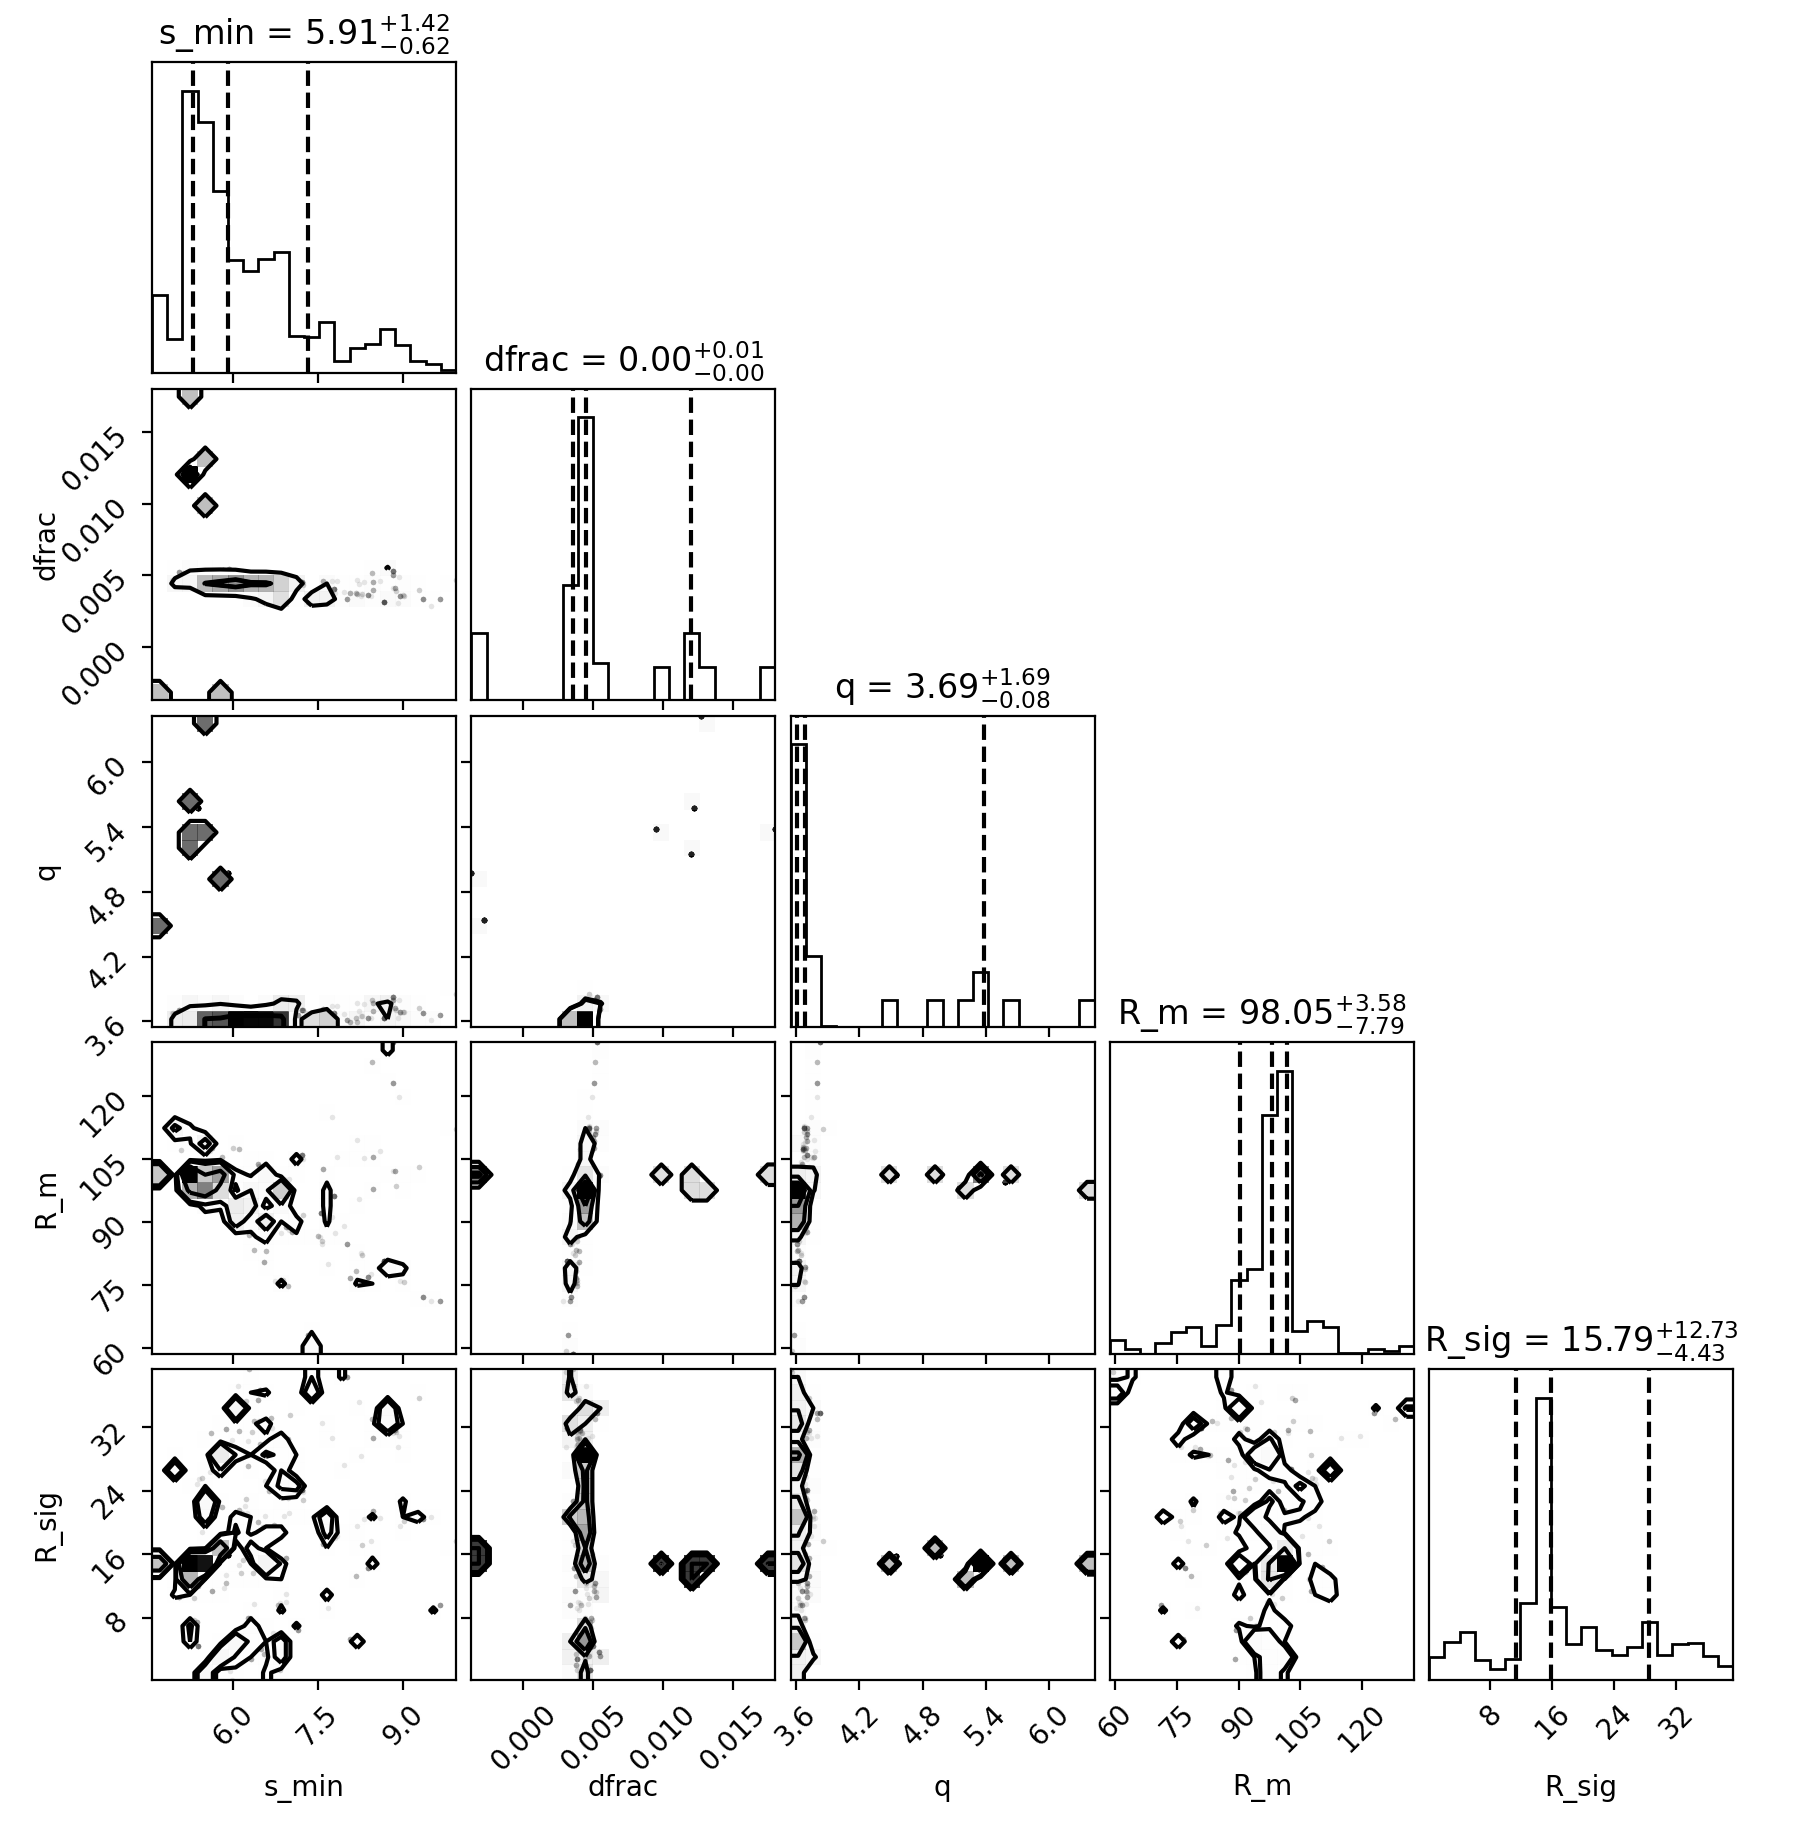 s_min = 5.91 +1.42 −0.62
dfrac = 0.00 +0.01 −0.00
0.015
0.010
0.005
0.000
dfrac
q = 3.69 +1.69 −0.08
6.0
5.4
4.8
4.2
3.6
q
R_m = 98.05 +3.58 −7.79
120
105
90
75
60
R_m
R_sig = 15.79 +12.73 −4.43
32
24
16
8
R_sig
6.0 7.5 9.0 0.000 0.005 0.010 0.015 3.6 4.2 4.8 5.4 6.0 60 75 90 105 120 8 16 24 32
s_min dfrac q R_m R_sig